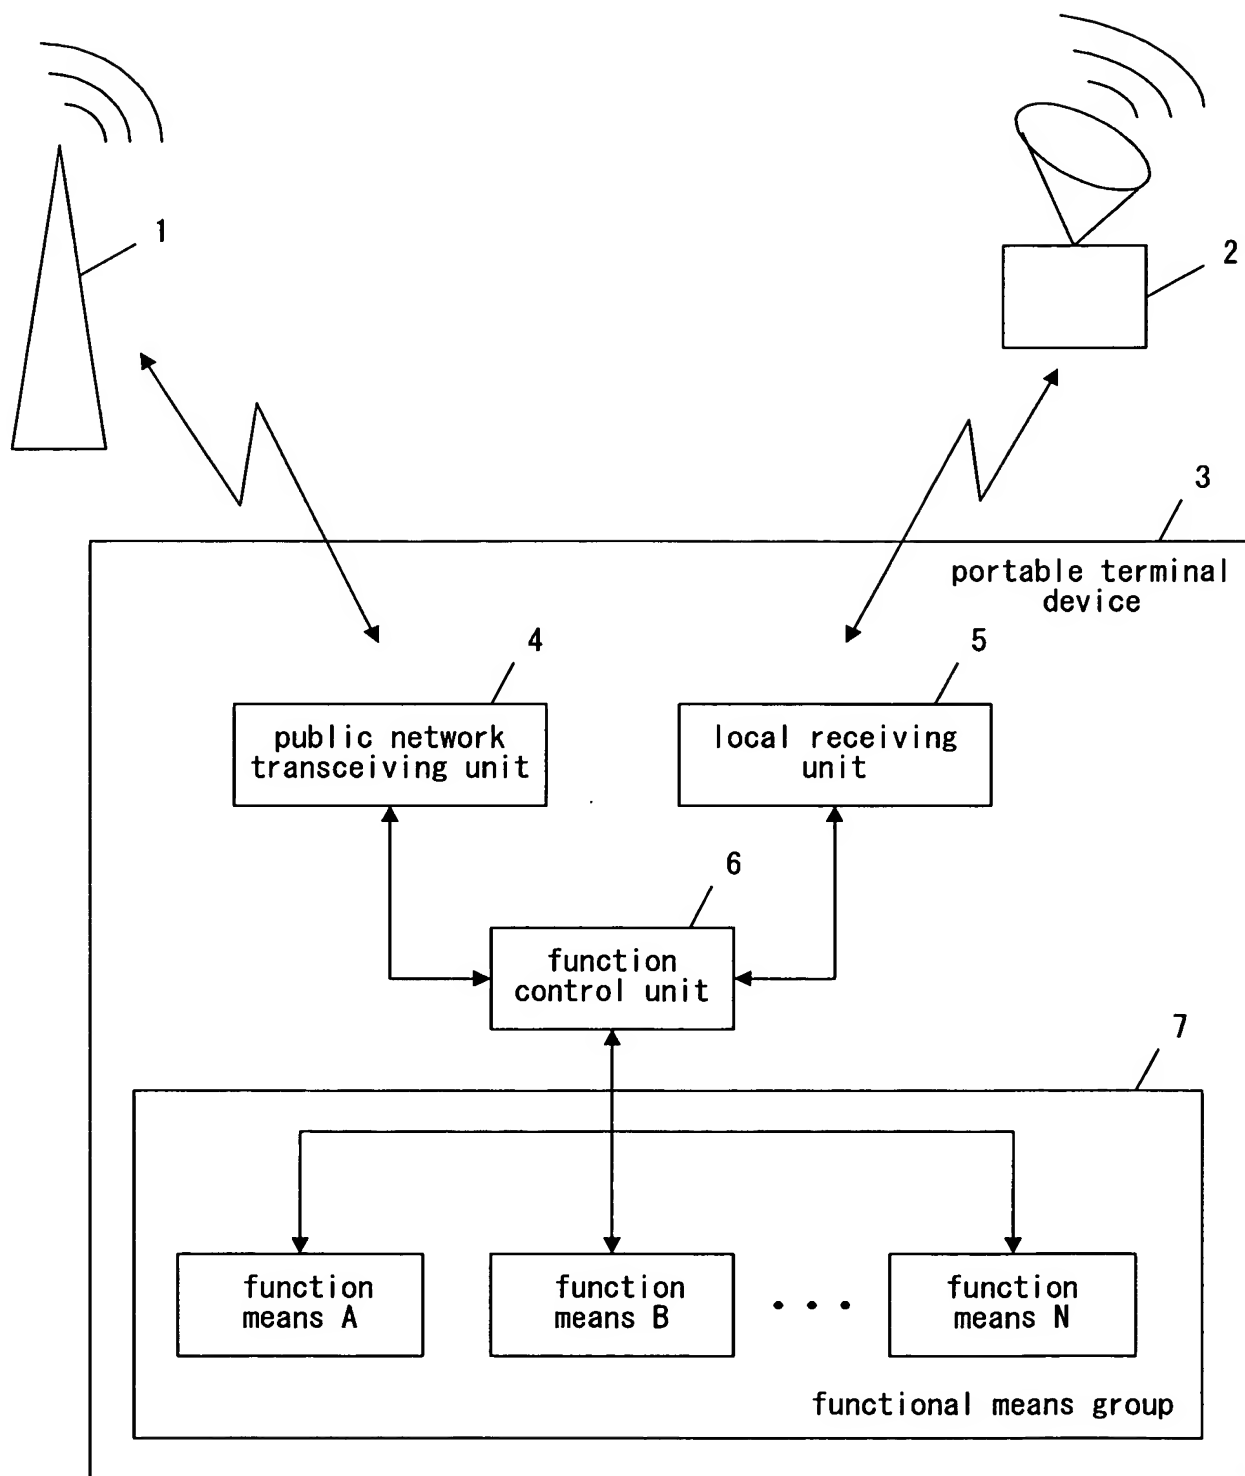 1
2
3
portable terminal
device
4
5
public network
transceiving unit
local receiving
unit
6
function
control unit
7
function
means A
function
means B
• • •
function
means N
functional means group